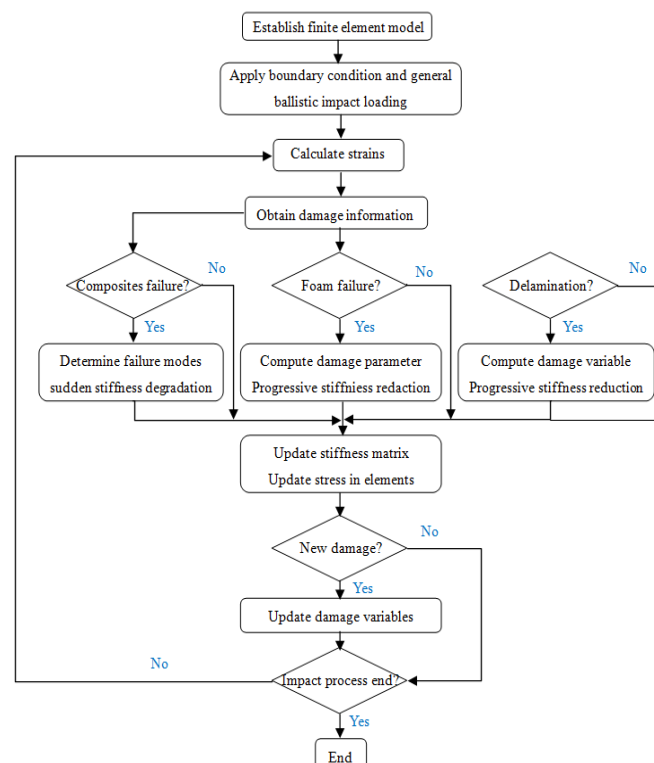 Establish finite element model
Apply boundary condition and general
ballistic impact loading
Calculate strains
Obtain damage information
Composites failure?
No
Foam failure?
No
Delamination?
No
Yes
Yes
Yes
Determine failure modes
sudden stiffness degradation
Compute damage parameter
Progressive stiffniess redaction
Compute damage variable
Progressive stiffness reduction
Update stiffness matrix
Update stress in elements
New damage?
No
Yes
Update damage variables
No
Impact process end?
Yes
End